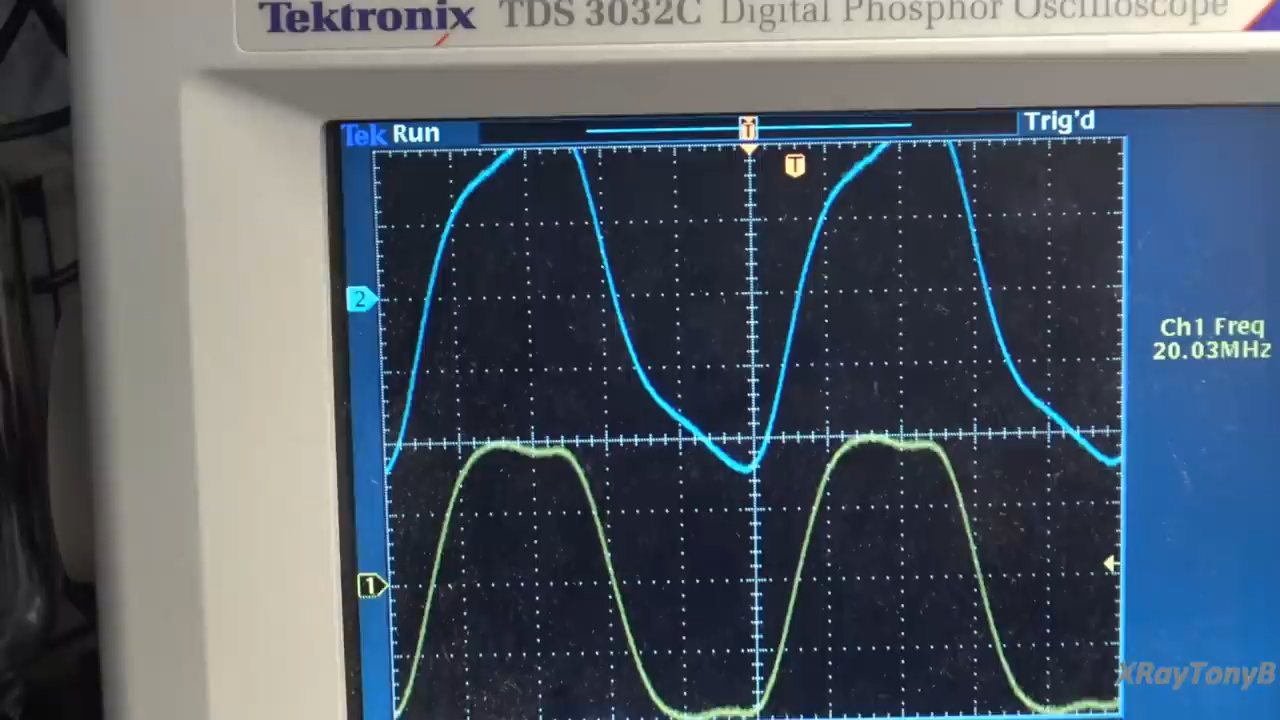 Tektronix TDS 3032C Digital Phosphor Oscilloscope
Tek Run Trig'd
T
T
2
Ch1 Freq
20.03MHz
1
XRayTonyB